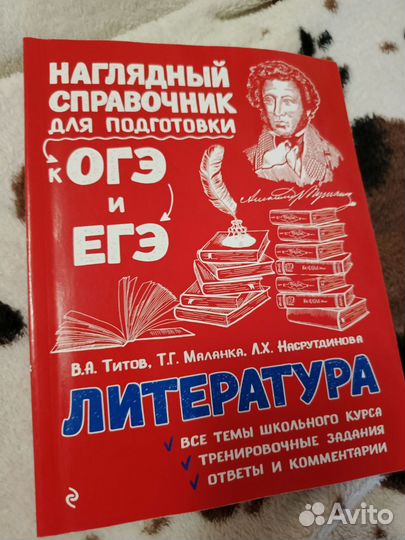 НАГЛЯДНЫЙ
СПРАВОЧНИК
ДЛЯ ПОДГОТОВКИ
К ОГЭ
И
ЕГЭ
В.А. Титов, Т.Г. Маланка, Л.Х. Насрутдинова
ЛИТЕРАТУРА
ВСЕ ТЕМЫ ШКОЛЬНОГО КУРСА
ТРЕНИРОВОЧНЫЕ ЗАДАНИЯ
ОТВЕТЫ И КОММЕНТАРИИ
Avito